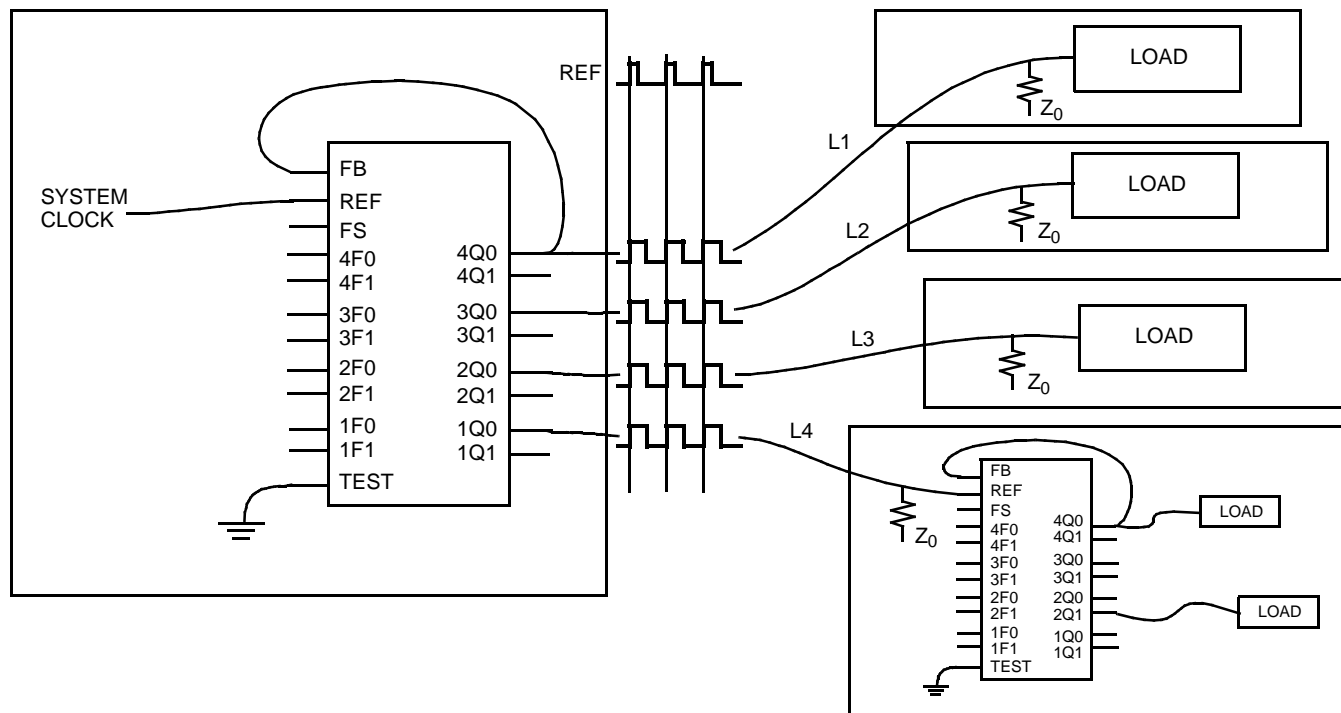 REF
LOAD
Z0
L1
FB
SYSTEM
CLOCK
REF
FS
4F0
4F1
3F0
3F1
2F0
2F1
1F0
1F1
TEST
4Q0
4Q1
3Q0
3Q1
2Q0
2Q1
1Q0
1Q1
LOAD
Z0
L2
LOAD
Z0
L3
L4
Z0
FB
REF
FS
4F0
4F1
3F0
3F1
2F0
2F1
1F0
1F1
TEST
4Q0
4Q1
3Q0
3Q1
2Q0
2Q1
1Q0
1Q1
LOAD
LOAD